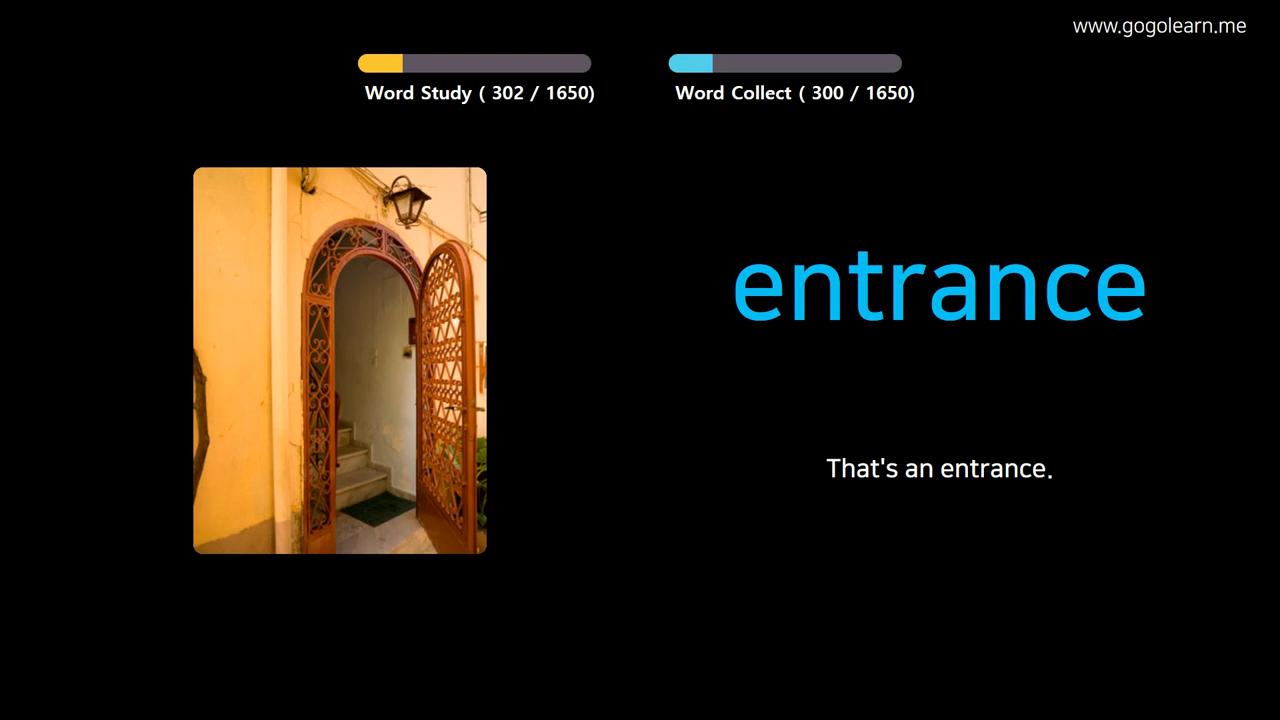 www.gogolearn.me
Word Study ( 302 / 1650)
Word Collect ( 300 / 1650)
entrance
That's an entrance.